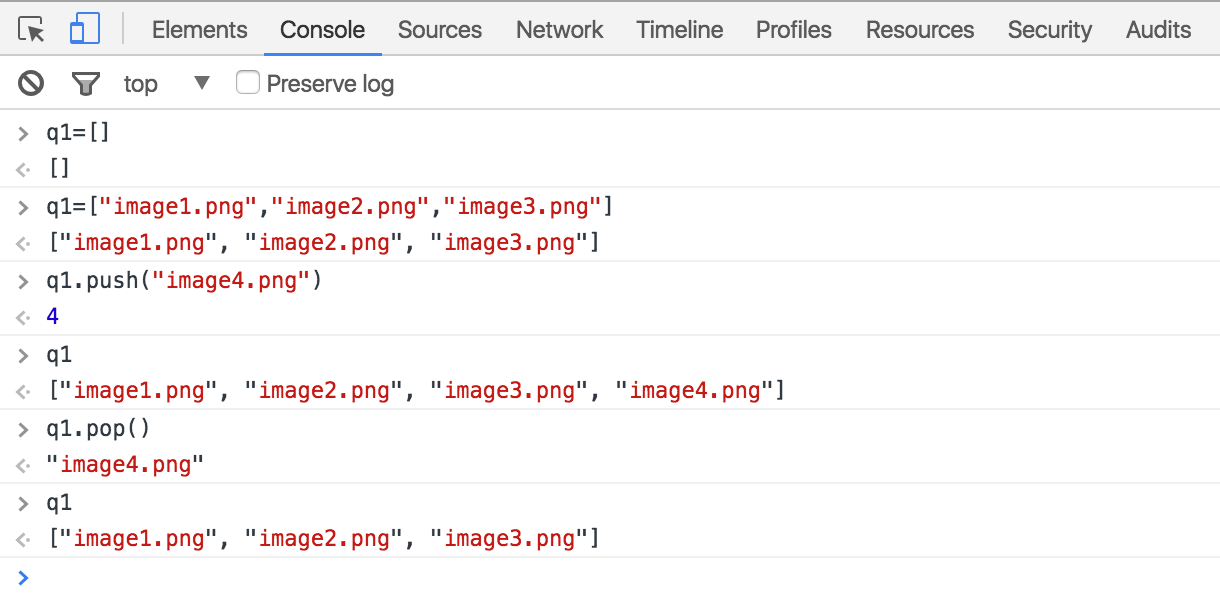 Elements Console Sources Network Timeline Profiles Resources Security Audits
top ▼ Preserve log
> q1=[]
<· []
> q1=["image1.png","image2.png","image3.png"]
<· ["image1.png", "image2.png", "image3.png"]
> q1.push("image4.png")
<· 4
> q1
<· ["image1.png", "image2.png", "image3.png", "image4.png"]
> q1.pop()
<· "image4.png"
> q1
<· ["image1.png", "image2.png", "image3.png"]
>